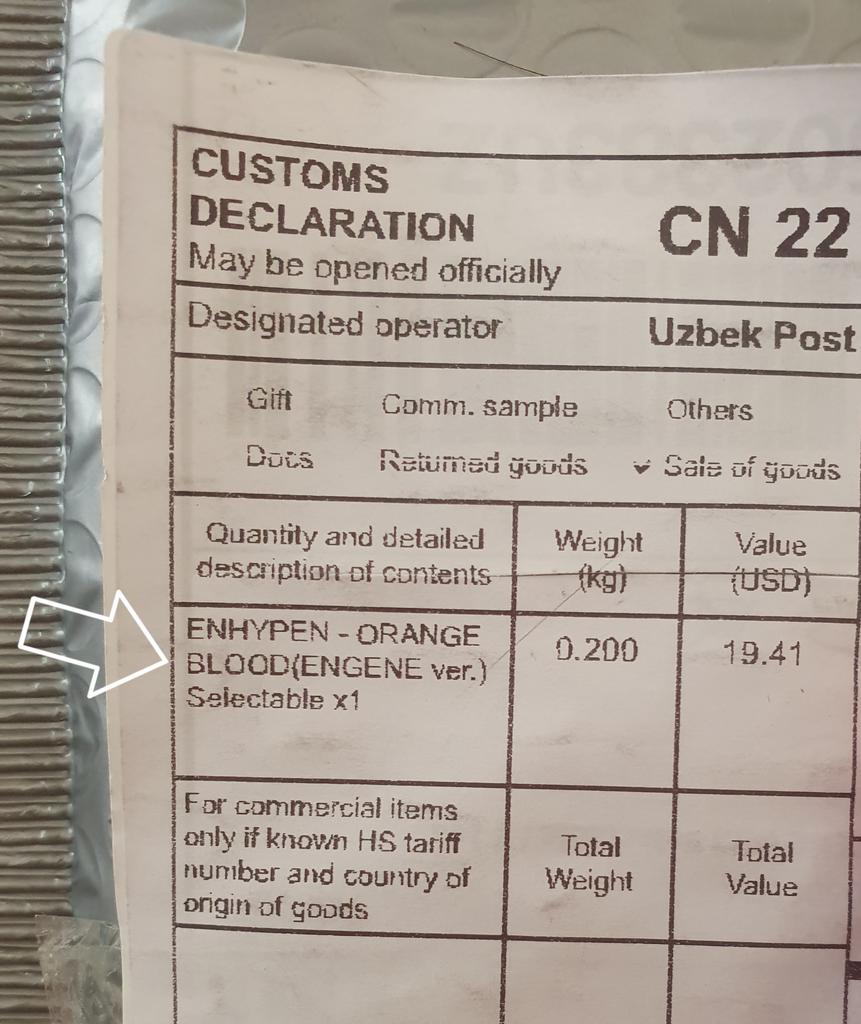 CUSTOMS
DECLARATION
May be opened officially
CN 22
Designated operator
Uzbek Post
Gift Comm. sample Others
Docs Returned goods ✓ Sale of goods
Quantity and detailed
description of contents
Weight
(kg)
Value
(USD)
ENHYPEN - ORANGE
BLOOD(ENGENE ver.)
Selectable x1
0.200
19.41
For commercial items
only if known HS tariff
number and country of
origin of goods
Total
Weight
Total
Value